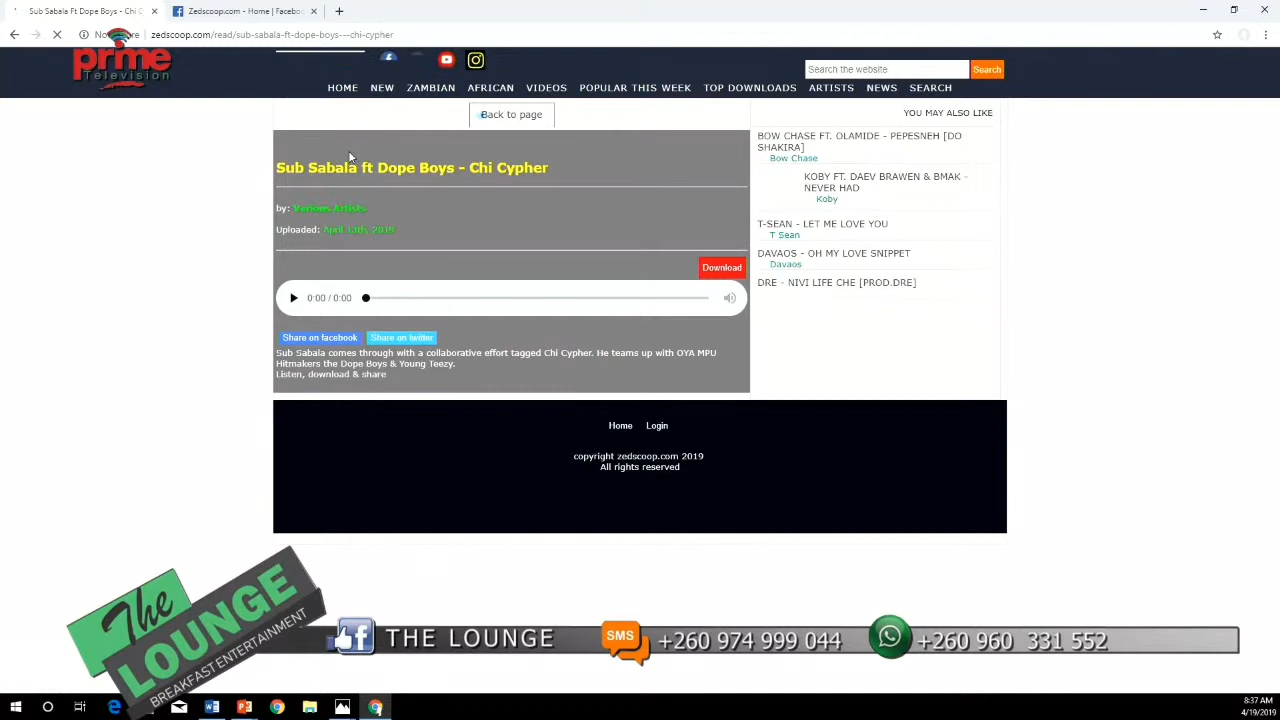 Sub Sabala Ft Dope Boys - Chi C
Zedscoop.com - Home | Facebook
zedscoop.com/read/sub-sabala-ft-dope-boys---chi-cypher
prime
Television
Search the website
Search
HOME NEW ZAMBIAN AFRICAN VIDEOS POPULAR THIS WEEK TOP DOWNLOADS ARTISTS NEWS SEARCH
Back to page
Sub Sabala ft Dope Boys - Chi Cypher
by: Verious Artists
Uploaded: April 13th, 2019
Download
0:00 / 0:00
Share on facebook Share on twitter
Sub Sabala comes through with a collaborative effort tagged Chi Cypher. He teams up with OYA MPU
Hitmakers the Dope Boys & Young Teezy.
Listen, download & share
YOU MAY ALSO LIKE
BOW CHASE FT. OLAMIDE - PEPESNEH [DO
SHAKIRA]
Bow Chase
KOBY FT. DAEV BRAWEN & BMAK -
NEVER HAD
Koby
T-SEAN - LET ME LOVE YOU
T Sean
DAVAOS - OH MY LOVE SNIPPET
Davaos
DRE - NIVI LIFE CHE [PROD.DRE]
Home Login
copyright zedscoop.com 2019
All rights reserved
The
LOUNGE
BREAKFAST ENTERTAINMENT
THE LOUNGE
SMS
+260 974 999 044
+260 960 331 552
8:37 AM
4/19/2019